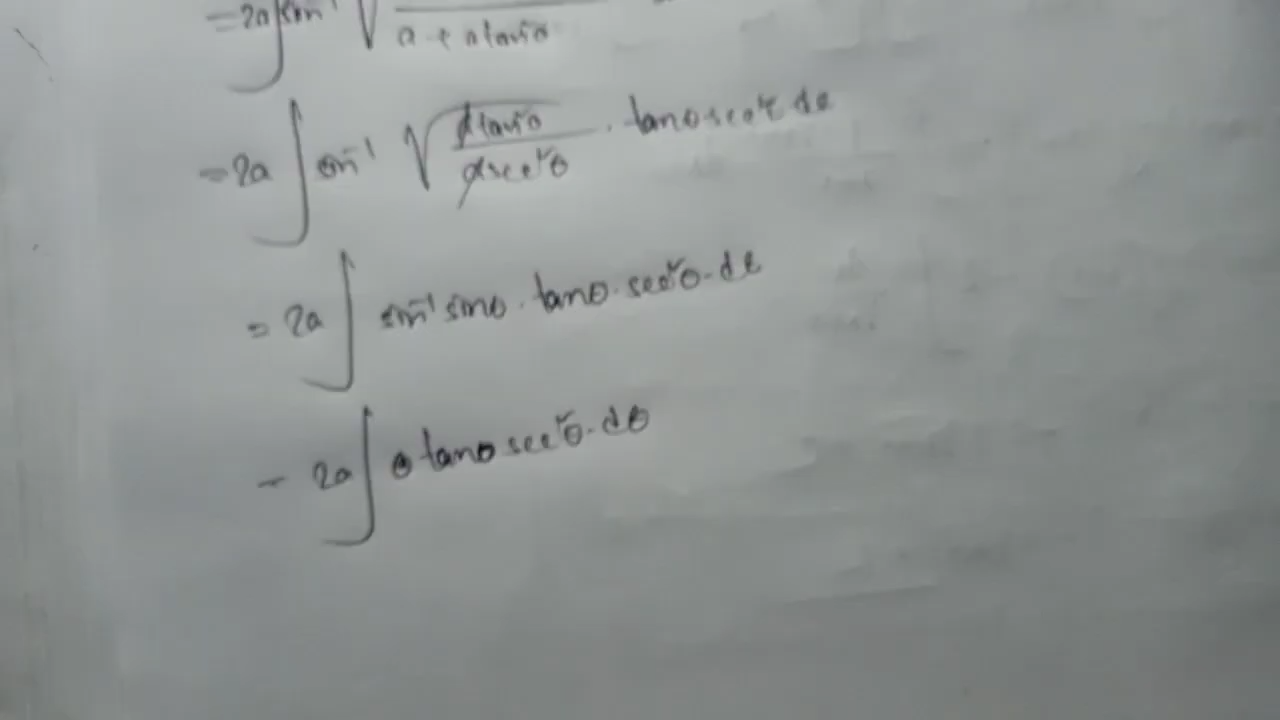 =2a∫sin⁻¹ √ a + a tan²θ
=2a ∫ sin⁻¹ √(a tan²θ / a sec²θ) . tanθ sec²θ dθ
= 2a ∫ sin⁻¹ sinθ . tanθ . sec²θ . dθ
= 2a ∫ θ tanθ sec²θ . dθ